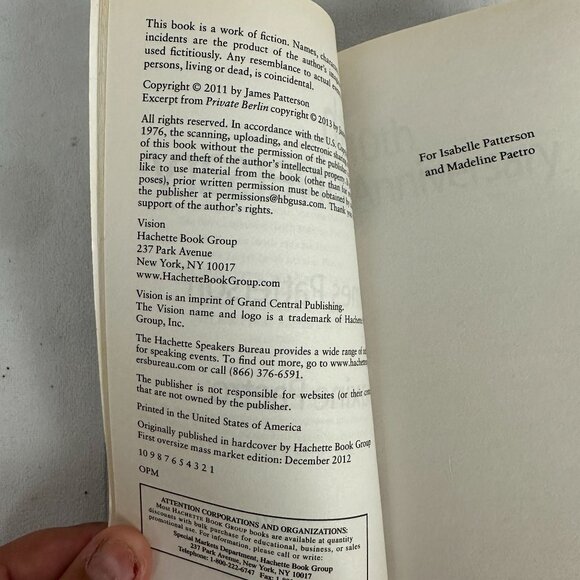 This book is a work of fiction. Names,
incidents are the product of the author's
used fictitiously. Any resemblance to actual
persons, living or dead, is coincidental.
Copyright © 2011 by James Patterson
Excerpt from Private Berlin copyright © 2013 by
All rights reserved. In accordance with the U.S.
1976, the scanning, uploading, and electronic
of this book without the permission of the
piracy and theft of the author's intellectual
like to use material from the book (other than
poses), prior written permission must be obtained
the publisher at permissions@hbgusa.com. Thank
support of the author's rights.
Vision
Hachette Book Group
237 Park Avenue
New York, NY 10017
www.HachetteBookGroup.com
Vision is an imprint of Grand Central Publishing.
The Vision name and logo is a trademark of Hachette
Group, Inc.
The Hachette Speakers Bureau provides a wide range of
for speaking events. To find out more, go to www.
ersbureau.com or call (866) 376-6591.
The publisher is not responsible for websites (or their
that are not owned by the publisher.
Printed in the United States of America
Originally published in hardcover by Hachette Book Group
First oversize mass market edition: December 2012
10 9 8 7 6 5 4 3 2 1
OPM
ATTENTION CORPORATIONS AND ORGANIZATIONS:
Most HACHETTE BOOK GROUP books are available at quantity
discounts with bulk purchase for educational, business, or sales
promotional use. For information, please call or write:
Special Markets Department, Hachette Book Group
237 Park Avenue, New York, NY 10017
Telephone: 1-800-222-6747
For Isabelle Patterson
and Madeline Paetro